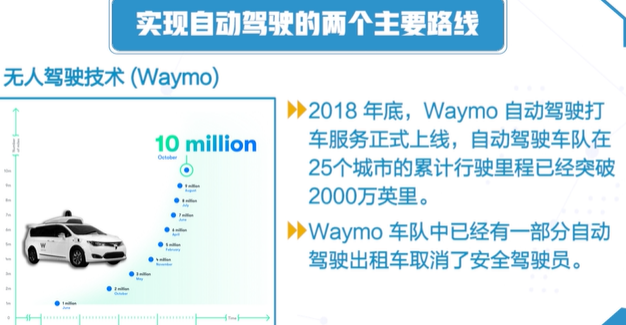 实现自动驾驶的两个主要路线
无人驾驶技术 (Waymo)
2018 年底，Waymo 自动驾驶打
车服务正式上线，自动驾驶车队在
25个城市的累计行驶里程已经突破
2000万英里。
Waymo 车队中已经有一部分自动
驾驶出租车取消了安全驾驶员。
10 million
October
9 million
August
8 million
July
7 million
June
6 million
April
5 million
February
4 million
November
3 million
May
2 million
October
1 million
June
Time